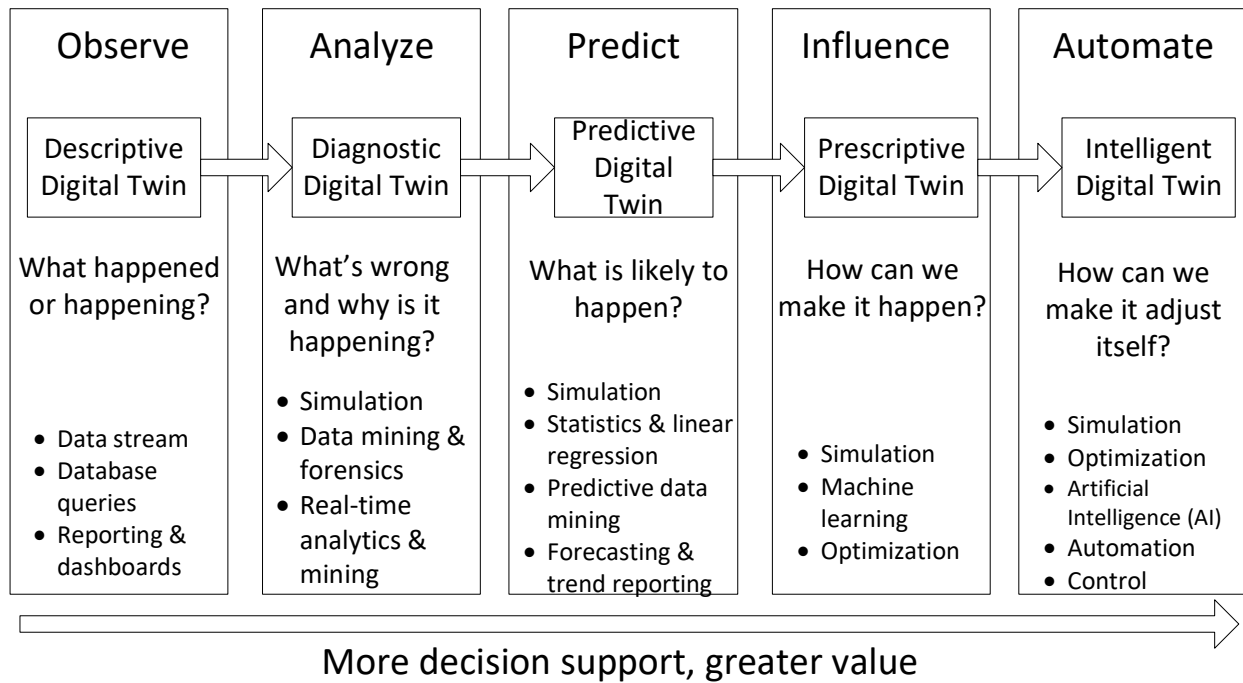 Observe
Descriptive
Digital Twin
What happened
or happening?
• Data stream
• Database
queries
• Reporting &
dashboards
Analyze
Diagnostic
Digital Twin
What’s wrong
and why is it
happening?
• Simulation
• Data mining &
forensics
• Real-time
analytics &
mining
Predict
Predictive
Digital
Twin
What is likely to
happen?
• Simulation
• Statistics & linear
regression
• Predictive data
mining
• Forecasting &
trend reporting
Influence
Prescriptive
Digital Twin
How can we
make it happen?
• Simulation
• Machine
learning
• Optimization
Automate
Intelligent
Digital Twin
How can we
make it adjust
itself?
• Simulation
• Optimization
• Artificial
Intelligence (AI)
• Automation
• Control
More decision support, greater value